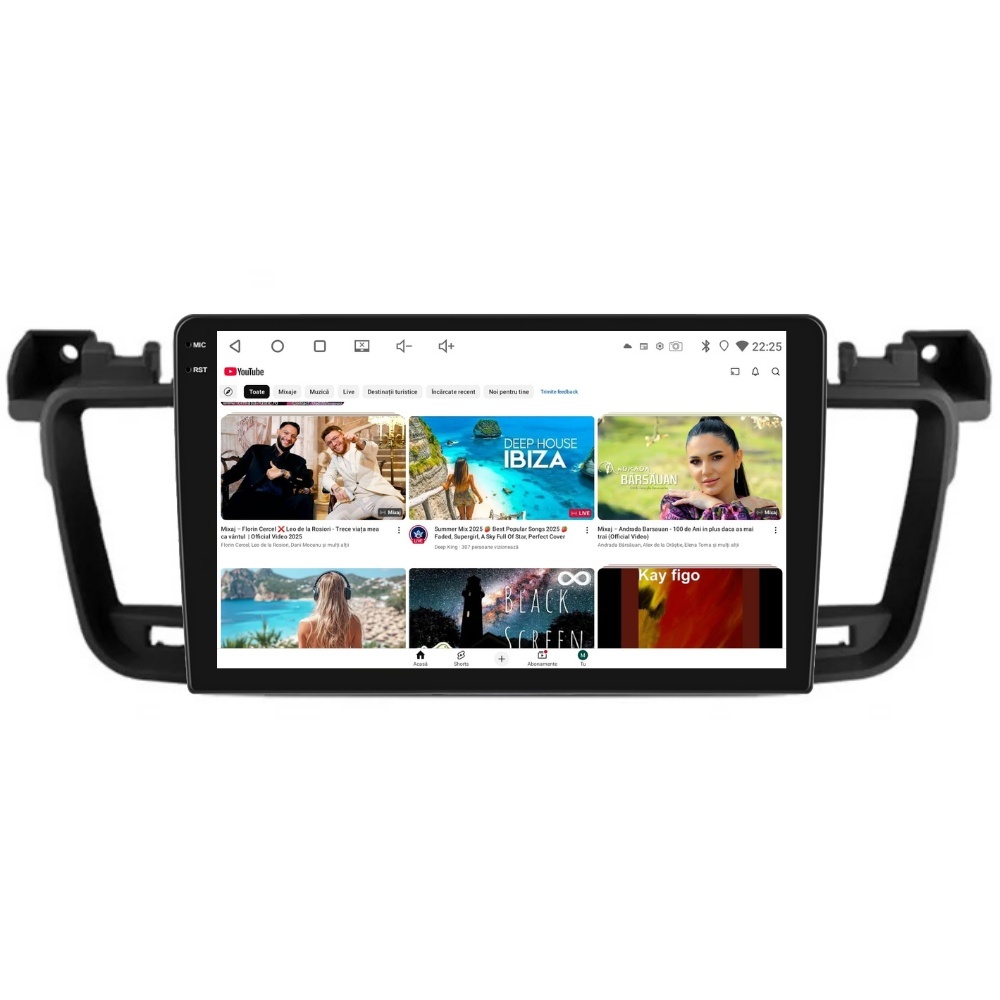 MIC
RST
22:25
YouTube
Toate
Mixaje
Muzică
Live
Destinații turistice
Încărcate recent
Noi pentru tine
Trimite feedback
DEEP HOUSE
IBIZA
BARSAUAN
Mixaj
LIVE
Mixaj
Mixaj – Florin Cercel ❌ Leo de la Rosiori - Trece viața mea
ca vântul | Official Video 2025
Florin Cercel, Leo de la Rosiori, Dani Mocanu și mulți alții
LIVE
Summer Mix 2025 🍓 Best Popular Songs 2025 🍓
Faded, Supergirl, A Sky Full Of Star, Perfect Cover
Deep King · 387 persoane vizionează
Mixaj – Andrada Barsauan - 100 de Ani in plus daca as mai
trai (Official Video)
Andrada Bărsăuan, Alex de la Orăștie, Elena Toma și mulți alții
BLACK
SCREEN
Kay figo
Acasă
Shorts
Abonamente
M
Tu